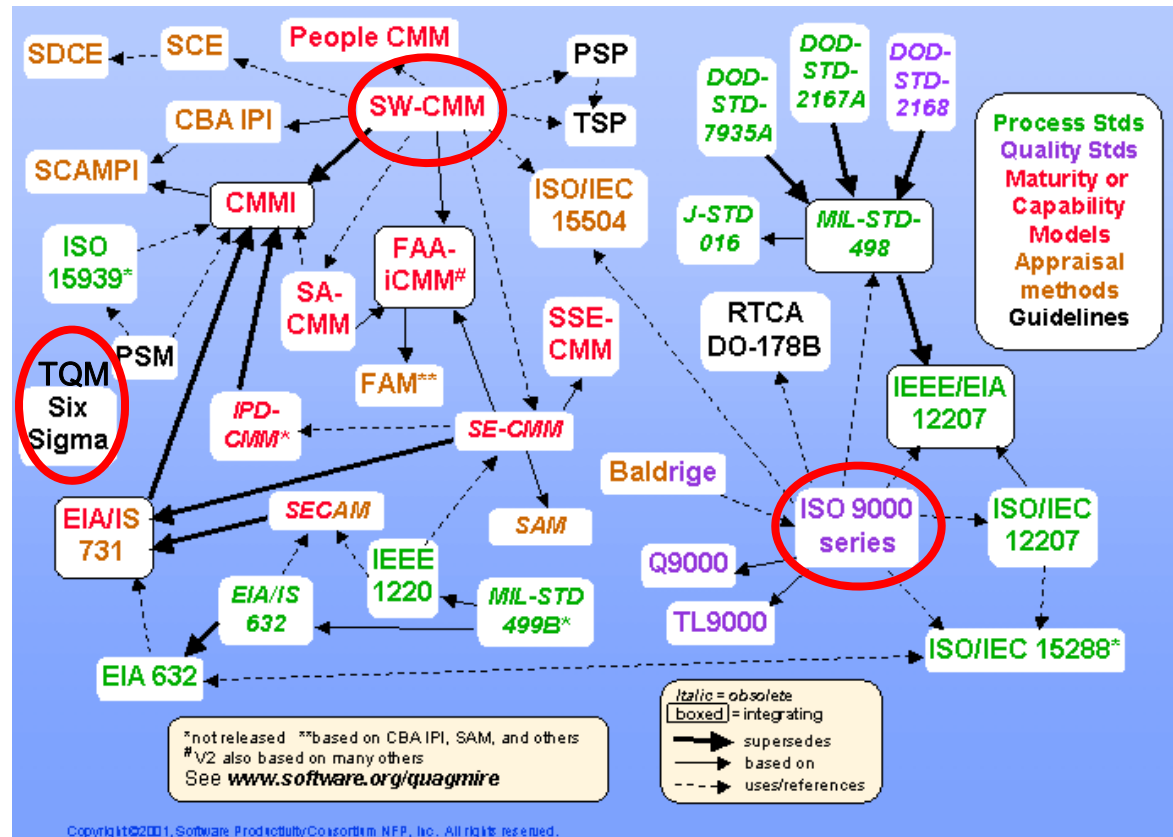 People CMM
SDCE
SCE
PSP
DOD-
STD-
7935A
DOD-
STD-
2167A
DOD-
STD-
2168
SW-CMM
CBA IPI
TSP
Process Stds
Quality Stds
Maturity or
Capability
Models
Appraisal
methods
Guidelines
SCAMPI
CMMI
ISO/IEC
15504
J-STD
016
MIL-STD-
498
ISO
15939*
FAA-
iCMM#
SA-
CMM
SSE-
CMM
RTCA
DO-178B
PSM
TQM
Six
Sigma
FAM**
IPD-
CMM*
SE-CMM
IEEE/EIA
12207
Baldrige
EIA/IS
731
SECAM
SAM
ISO 9000
series
ISO/IEC
12207
IEEE
1220
Q9000
EIA/IS
632
MIL-STD
499B*
TL9000
EIA 632
ISO/IEC 15288*
Italic = obsolete
boxed = integrating
supersedes
based on
uses/references
*not released **based on CBA IPI, SAM, and others
#V2 also based on many others
See www.software.org/quagmire
Copyright©2001, Software Productivity Consortium NFP, Inc. All rights reserved.